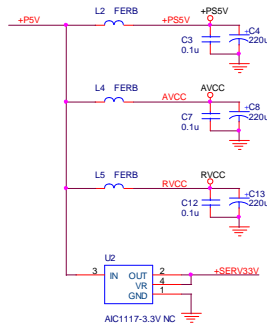 L2 FERB
+P5V
+PS5V
+PS5V
C3
0.1u
+C4
220u
L4 FERB
AVCC
AVCC
C7
0.1u
+C8
220u
L5 FERB
RVCC
RVCC
C12
0.1u
+C13
220u
U2
3 IN OUT 2
VR 4
GND 1
+SERV33V
AIC1117-3.3V NC